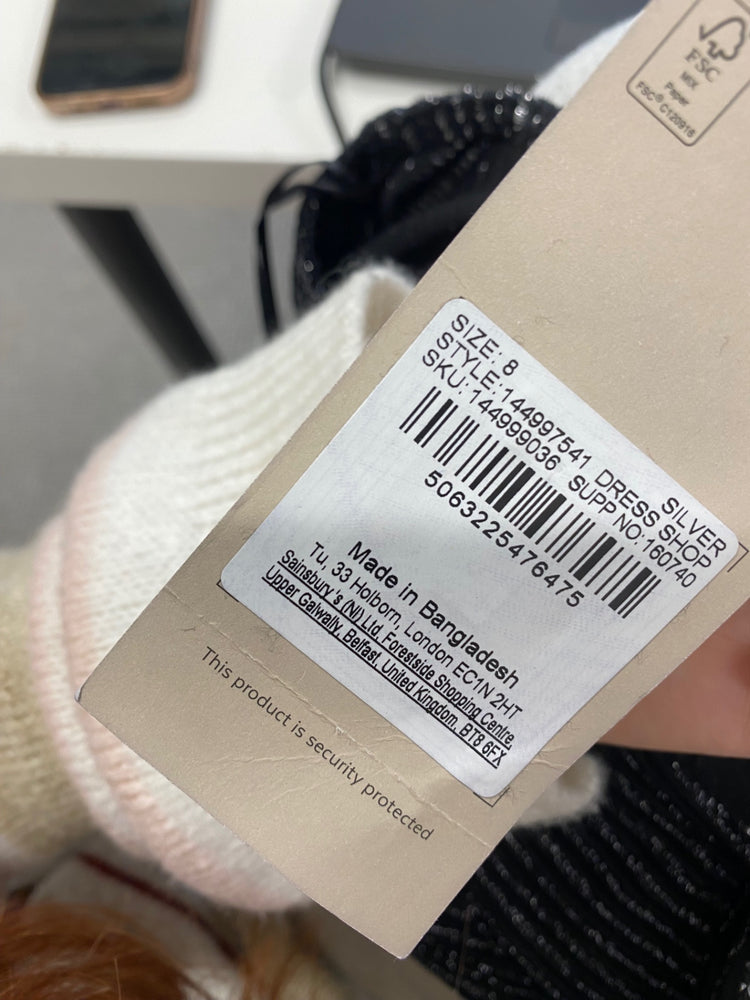 FSC
MIX
Paper
FSC® C120916
SIZE: 8 SILVER
STYLE: 144997541 DRESS SHOP
SKU: 144999036 SUPP NO: 160740
5063225476475
Made in Bangladesh
Tu, 33 Holborn, London EC1N 2HT
Sainsbury's (NI) Ltd, Forestside Shopping Centre,
Upper Galwally, Belfast, United Kingdom, BT8 6FX
This product is security protected